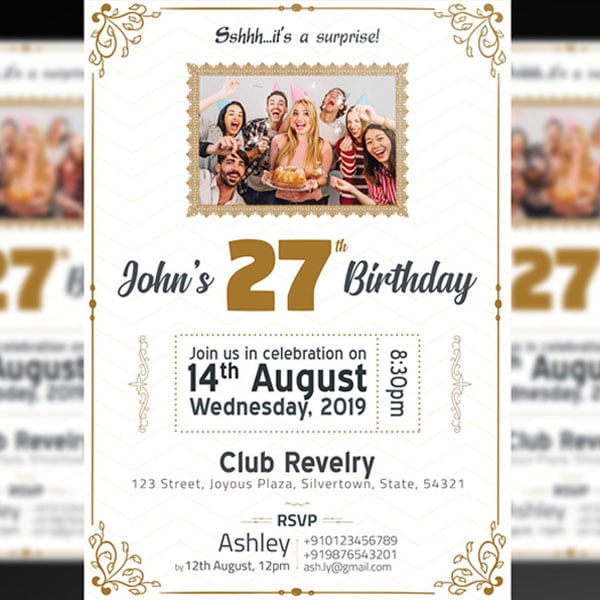 Sshhh...it's a surprise!
John's 27th Birthday
Join us in celebration on
14th August
Wednesday, 2019
8:30pm
Club Revelry
123 Street, Joyous Plaza, Silvertown, State, 54321
RSVP
Ashley
by 12th August, 12pm
+910123456789
+919876543201
ash.ly@gmail.com